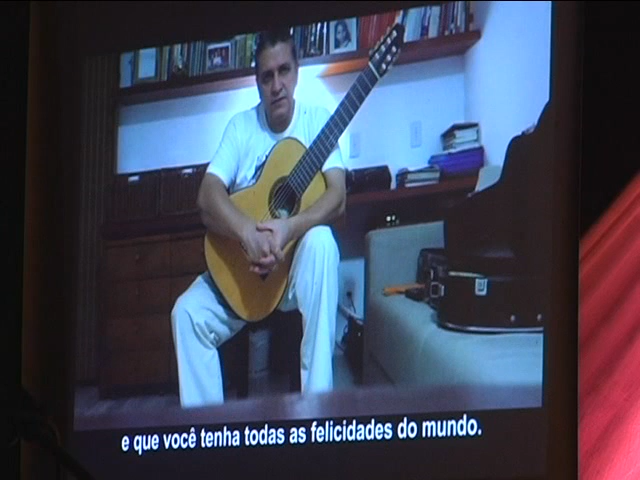 e que você tenha todas as felicidades do mundo.